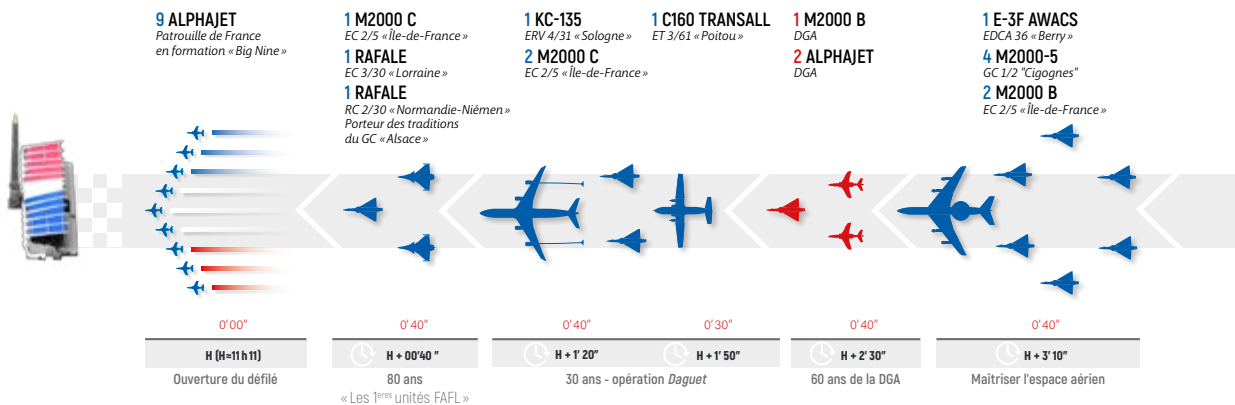 9 ALPHAJET
Patrouille de France
en formation « Big Nine »
1 M2000 C
EC 2/5 « Île-de-France »
1 RAFALE
EC 3/30 « Lorraine »
1 RAFALE
RC 2/30 « Normandie-Niémen »
Porteur des traditions
du GC « Alsace »
1 KC-135
ERV 4/31 « Sologne »
2 M2000 C
EC 2/5 « Île-de-France »
1 C160 TRANSALL
ET 3/61 « Poitou »
1 M2000 B
DGA
2 ALPHAJET
DGA
1 E-3F AWACS
EDCA 36 « Berry »
4 M2000-5
GC 1/2 "Cigognes"
2 M2000 B
EC 2/5 « Île-de-France »
0'00"
0'40"
0'40"
0'30"
0'40"
0'40"
H (H=11 h 11)
H + 00'40 "
H + 1' 20"
H + 1' 50"
H + 2' 30"
H + 3' 10"
Ouverture du défilé
80 ans
« Les 1eres unités FAFL »
30 ans - opération Daguet
60 ans de la DGA
Maîtriser l'espace aérien